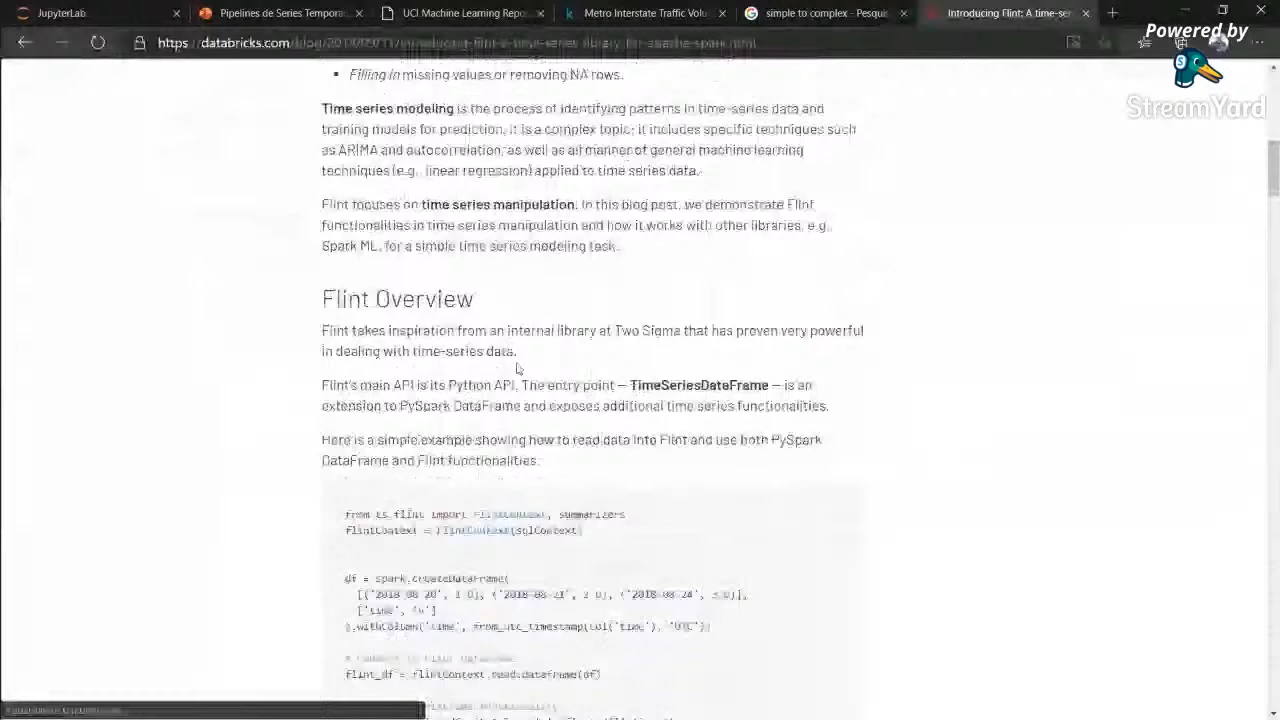 JupyterLab
Pipelines de Series Tempora
UCI Machine Learning Repo
Metro Interstate Traffic Volu
simple to complex - Pesquis
Introducing Flint: A time-ser
https://databricks.com
Powered by
StreamYard
Filling in missing values or removing NA rows.
Time series modeling is the process of identifying patterns in time-series data and
training models for prediction. It is a complex topic; it includes specific techniques such
as ARIMA and autocorrelation, as well as all manner of general machine learning
techniques (e.g., linear regression) applied to time series data.
Flint focuses on time series manipulation. In this blog post, we demonstrate Flint
functionalities in time series manipulation and how it works with other libraries, e.g.,
Spark ML, for a simple time series modeling task.
Flint Overview
Flint takes inspiration from an internal library at Two Sigma that has proven very powerful
in dealing with time-series data.
Flint's main API is its Python API. The entry point — TimeSeriesDataFrame — is an
extension to PySpark DataFrame and exposes additional time series functionalities.
Here is a simple example showing how to read data into Flint and use both PySpark
DataFrame and Flint functionalities:
from ts.flint import FlintContext, summarizers
flintContext = FlintContext(sqlContext)
df = spark.createDataFrame(
[('2018-08-20', 1.0), ('2018-08-21', 2.0), ('2018-08-24', 3.0)],
['time', 'v']
).withColumn('time', from_utc_timestamp(col('time'), 'UTC'))
flint_df = flintContext.read.dataframe(df)